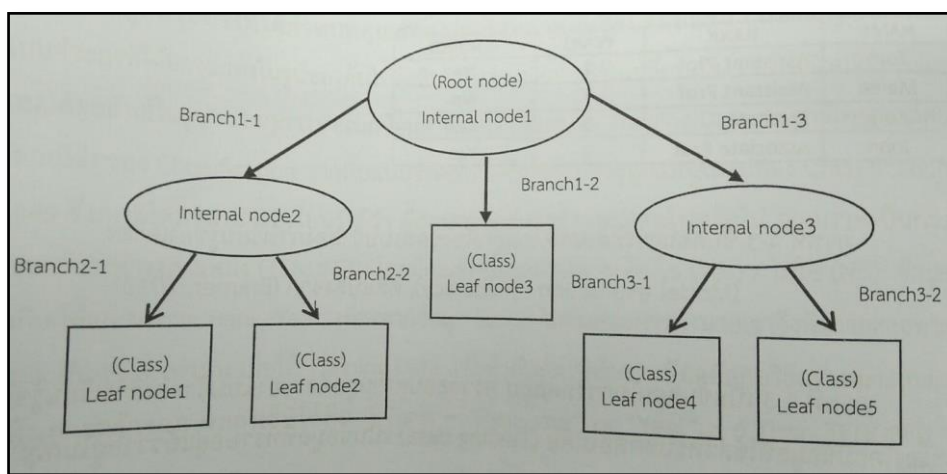 (Root node)
Internal node1
Branch1-1
Branch1-3
Branch1-2
Internal node2
Internal node3
Branch2-1
Branch2-2
(Class)
Leaf node3
Branch3-1
Branch3-2
(Class)
Leaf node1
(Class)
Leaf node2
(Class)
Leaf node4
(Class)
Leaf node5